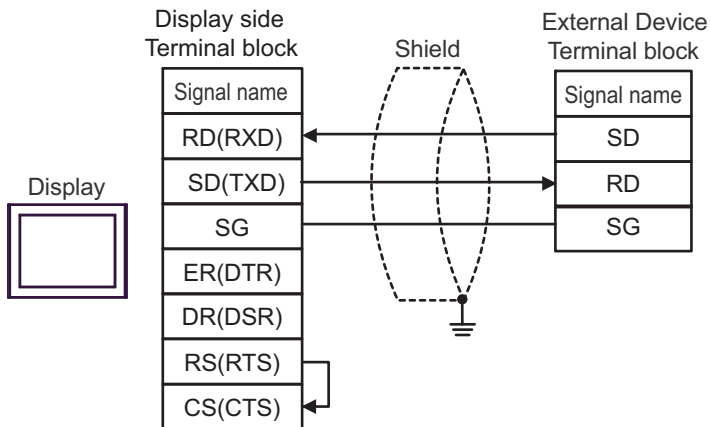 Display side
Terminal block
Shield
External Device
Terminal block
Signal name
RD(RXD)
SD(TXD)
SG
ER(DTR)
DR(DSR)
RS(RTS)
CS(CTS)
Signal name
SD
RD
SG
Display